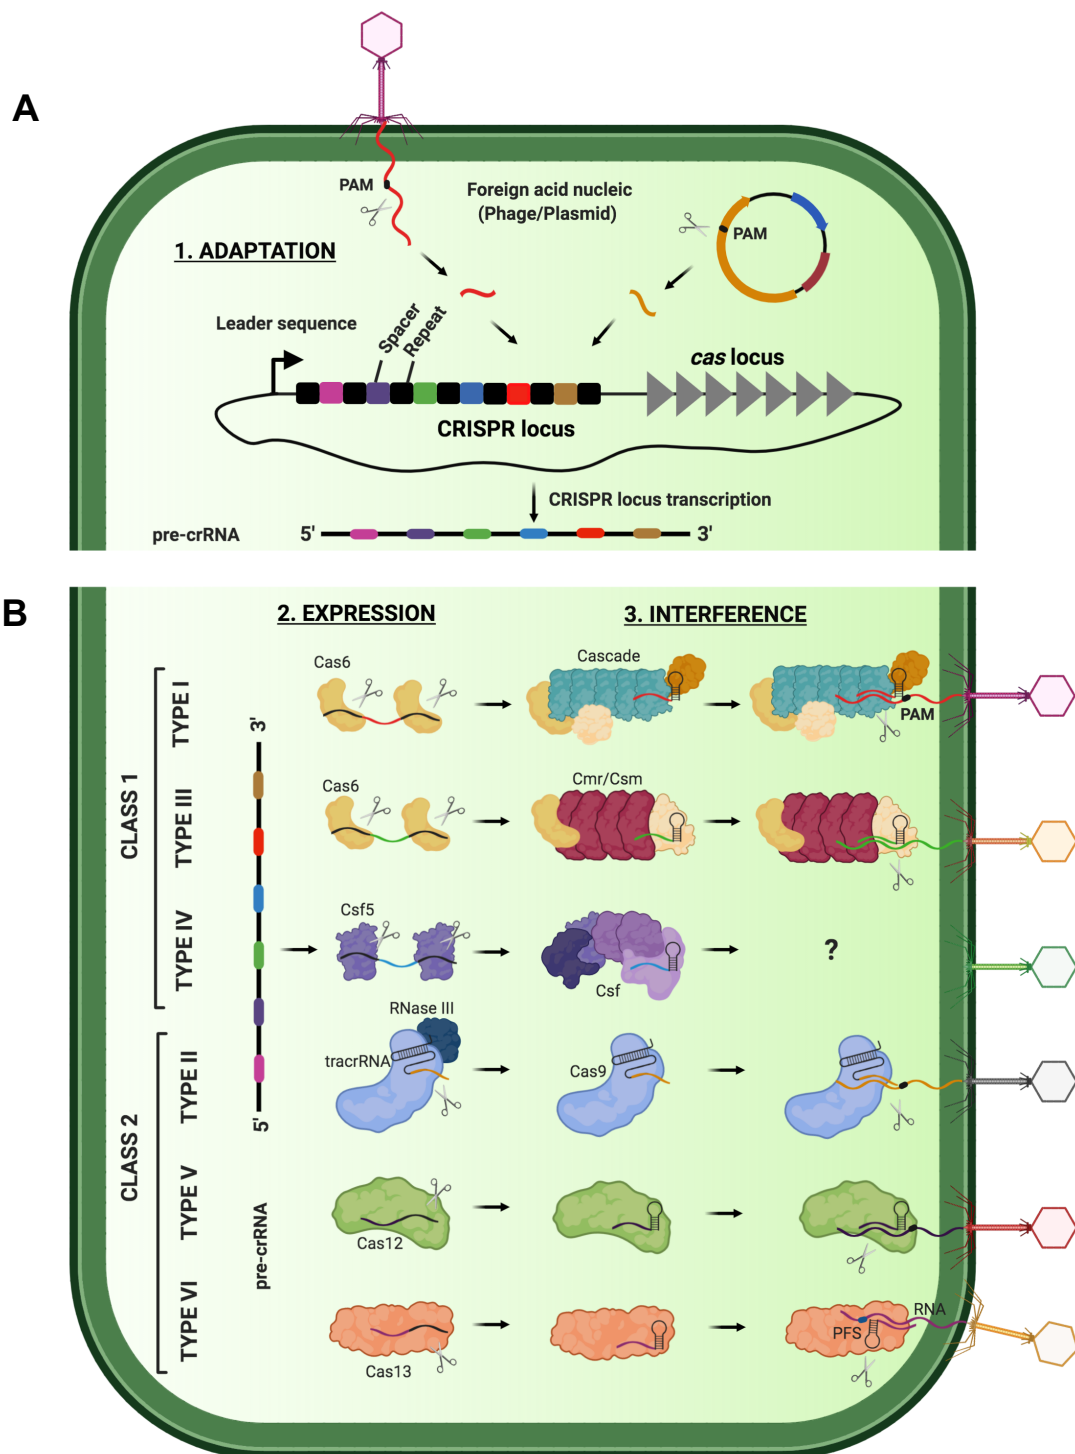 A
PAM
Foreign acid nucleic
(Phage/Plasmid)
PAM
1. ADAPTATION
Leader sequence
Spacer
Repeat
cas locus
CRISPR locus
CRISPR locus transcription
pre-crRNA
5'
3'
B
2. EXPRESSION
3. INTERFERENCE
CLASS 1
TYPE I
Cas6
Cascade
PAM
3'
TYPE III
Cas6
Cmr/Csm
TYPE IV
Csf5
Csf
?
CLASS 2
TYPE II
RNase III
tracrRNA
Cas9
5'
TYPE V
Cas12
pre-crRNA
TYPE VI
Cas13
RNA
PFS